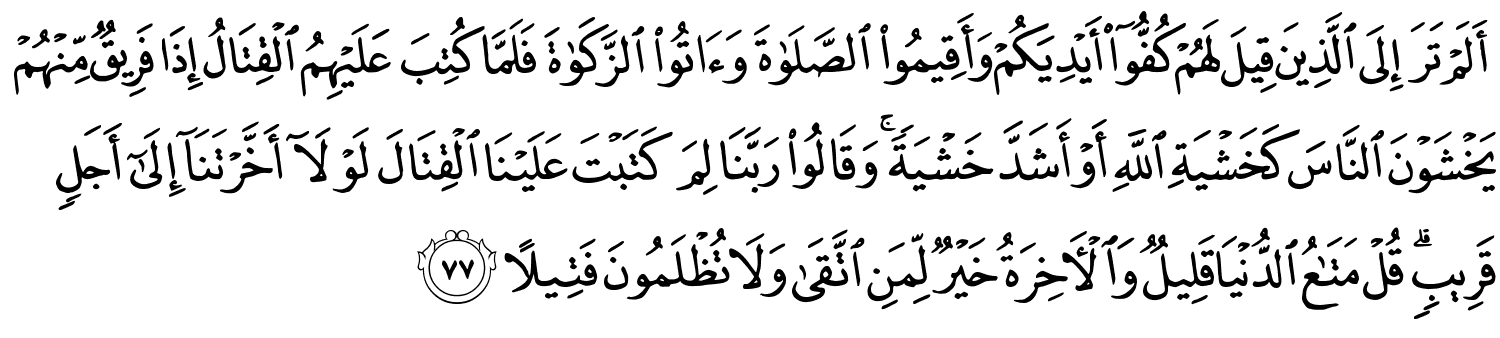 أَلَمۡ تَرَ إِلَى ٱلَّذِينَ قِيلَ لَهُمۡ كُفُّوٓاْ أَيۡدِيَكُمۡ وَأَقِيمُواْ ٱلصَّلَوٰةَ وَءَاتُواْ ٱلزَّكَوٰةَ فَلَمَّا كُتِبَ عَلَيۡهِمُ ٱلۡقِتَالُ إِذَا فَرِيقٞ مِّنۡهُمۡ
يَخۡشَوۡنَ ٱلنَّاسَ كَخَشۡيَةِ ٱللَّهِ أَوۡ أَشَدَّ خَشۡيَةٗۚ وَقَالُواْ رَبَّنَا لِمَ كَتَبۡتَ عَلَيۡنَا ٱلۡقِتَالَ لَوۡ لَآ أَخَّرۡتَنَآ إِلَىٰٓ أَجَلٖ
قَرِيبٖۗ قُلۡ مَتَٰعُ ٱلدُّنۡيَا قَلِيلٞ وَٱلۡأٓخِرَةُ خَيۡرٞ لِّمَنِ ٱتَّقَىٰ وَلَا تُظۡلَمُونَ فَتِيلًا ٧٧